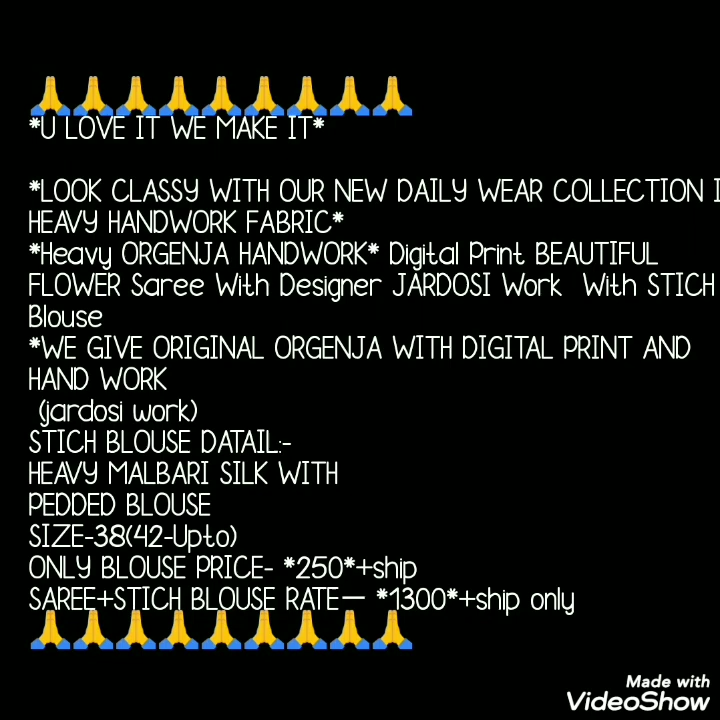 🙏🙏🙏🙏🙏🙏🙏🙏🙏
*U LOVE IT WE MAKE IT*
*LOOK CLASSY WITH OUR NEW DAILY WEAR COLLECTION I
HEAVY HANDWORK FABRIC*
*Heavy ORGENJA HANDWORK* Digital Print BEAUTIFUL
FLOWER Saree With Designer JARDOSI Work With STICH
Blouse
*WE GIVE ORIGINAL ORGENJA WITH DIGITAL PRINT AND
HAND WORK
(jardosi work)
STICH BLOUSE DATAIL:-
HEAVY MALBARI SILK WITH
PEDDED BLOUSE
SIZE-38(42-Upto)
ONLY BLOUSE PRICE- *250*+ship
SAREE+STICH BLOUSE RATE— *1300*+ship only
🙏🙏🙏🙏🙏🙏🙏🙏🙏
Made with
VideoShow